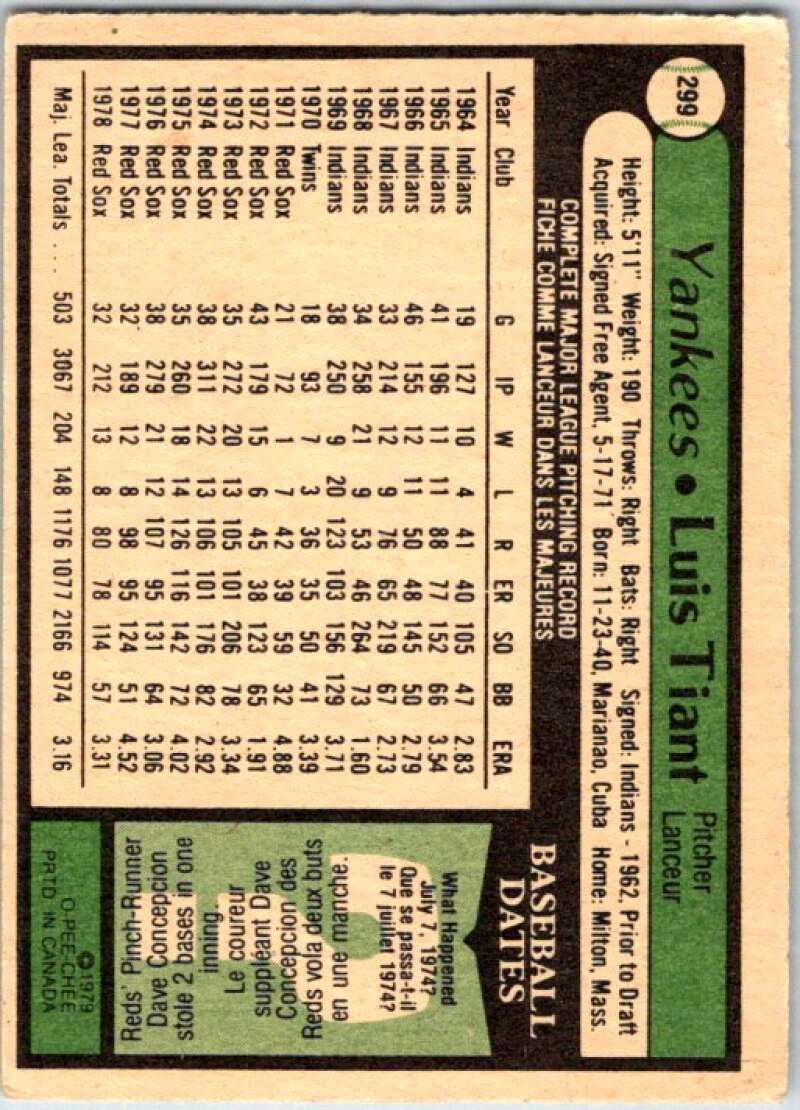 299
Yankees • Luis Tiant Pitcher
Lanceur
Height: 5'11" Weight: 190 Throws: Right Bats: Right Signed: Indians - 1962, Prior to Draft
Acquired: Signed Free Agent, 5-17-71 Born: 11-23-40, Marianao, Cuba Home: Milton, Mass.
COMPLETE MAJOR LEAGUE PITCHING RECORD
FICHE COMME LANCEUR DANS LES MAJEURES
Year Club G IP W L R ER SO BB ERA
1964 Indians 19 127 10 4 41 40 105 47 2.83
1965 Indians 41 196 11 11 88 77 152 66 3.54
1966 Indians 46 155 12 11 50 48 145 50 2.79
1967 Indians 33 214 12 9 76 65 219 67 2.73
1968 Indians 34 258 21 9 53 46 264 73 1.60
1969 Indians 38 250 9 20 123 103 156 129 3.71
1970 Twins 18 93 7 3 36 35 50 41 3.39
1971 Red Sox 21 72 1 7 42 39 59 32 4.88
1972 Red Sox 43 179 15 6 45 38 123 65 1.91
1973 Red Sox 35 272 20 13 105 101 206 78 3.34
1974 Red Sox 38 311 22 13 106 101 176 82 2.92
1975 Red Sox 35 260 18 14 126 116 142 72 4.02
1976 Red Sox 38 279 21 12 107 95 131 64 3.06
1977 Red Sox 32 189 12 8 98 95 124 51 4.52
1978 Red Sox 32 212 13 8 80 78 114 57 3.31
Maj. Lea. Totals .... 503 3067 204 148 1176 1077 2166 974 3.16
BASEBALL
DATES
What Happened
July 7, 1974?
Que se passa-t-il
le 7 juillet 1974?
Reds' Pinch-Runner
Dave Concepcion
stole 2 bases in one
inning.
Le coureur
suppléant Dave
Concepcion des
Reds vola deux buts
en une manche.
©1979
O-PEE-CHEE
PRTD. IN CANADA